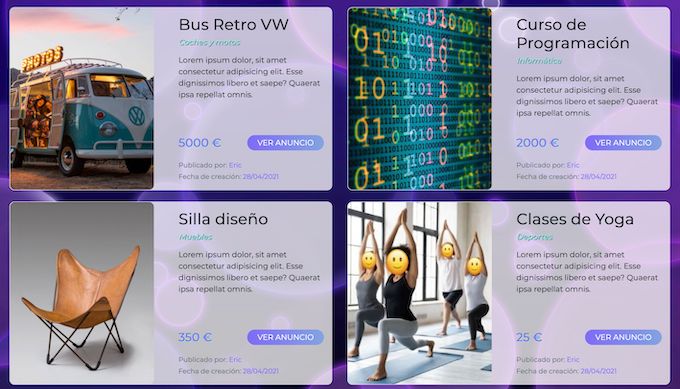 Bus Retro VW
Coches y motos
Lorem ipsum dolor, sit amet
consectetur adipisicing elit. Esse
dignissimos libero et saepe? Quaerat
ipsa repellat omnis.
5000 €
VER ANUNCIO
Publicado por: Eric
Fecha de creación: 28/04/2021
PHOTOS
Curso de
Programación
Informática
Lorem ipsum dolor, sit amet
consectetur adipisicing elit. Esse
dignissimos libero et saepe? Quaerat
ipsa repellat omnis.
2000 €
VER ANUNCIO
Publicado por: Eric
Fecha de creación: 28/04/2021
Silla diseño
Muebles
Lorem ipsum dolor, sit amet
consectetur adipisicing elit. Esse
dignissimos libero et saepe? Quaerat
ipsa repellat omnis.
350 €
VER ANUNCIO
Publicado por: Eric
Fecha de creación: 28/04/2021
Clases de Yoga
Deportes
Lorem ipsum dolor, sit amet
consectetur adipisicing elit. Esse
dignissimos libero et saepe? Quaerat
ipsa repellat omnis.
25 €
VER ANUNCIO
Publicado por: Eric
Fecha de creación: 28/04/2021